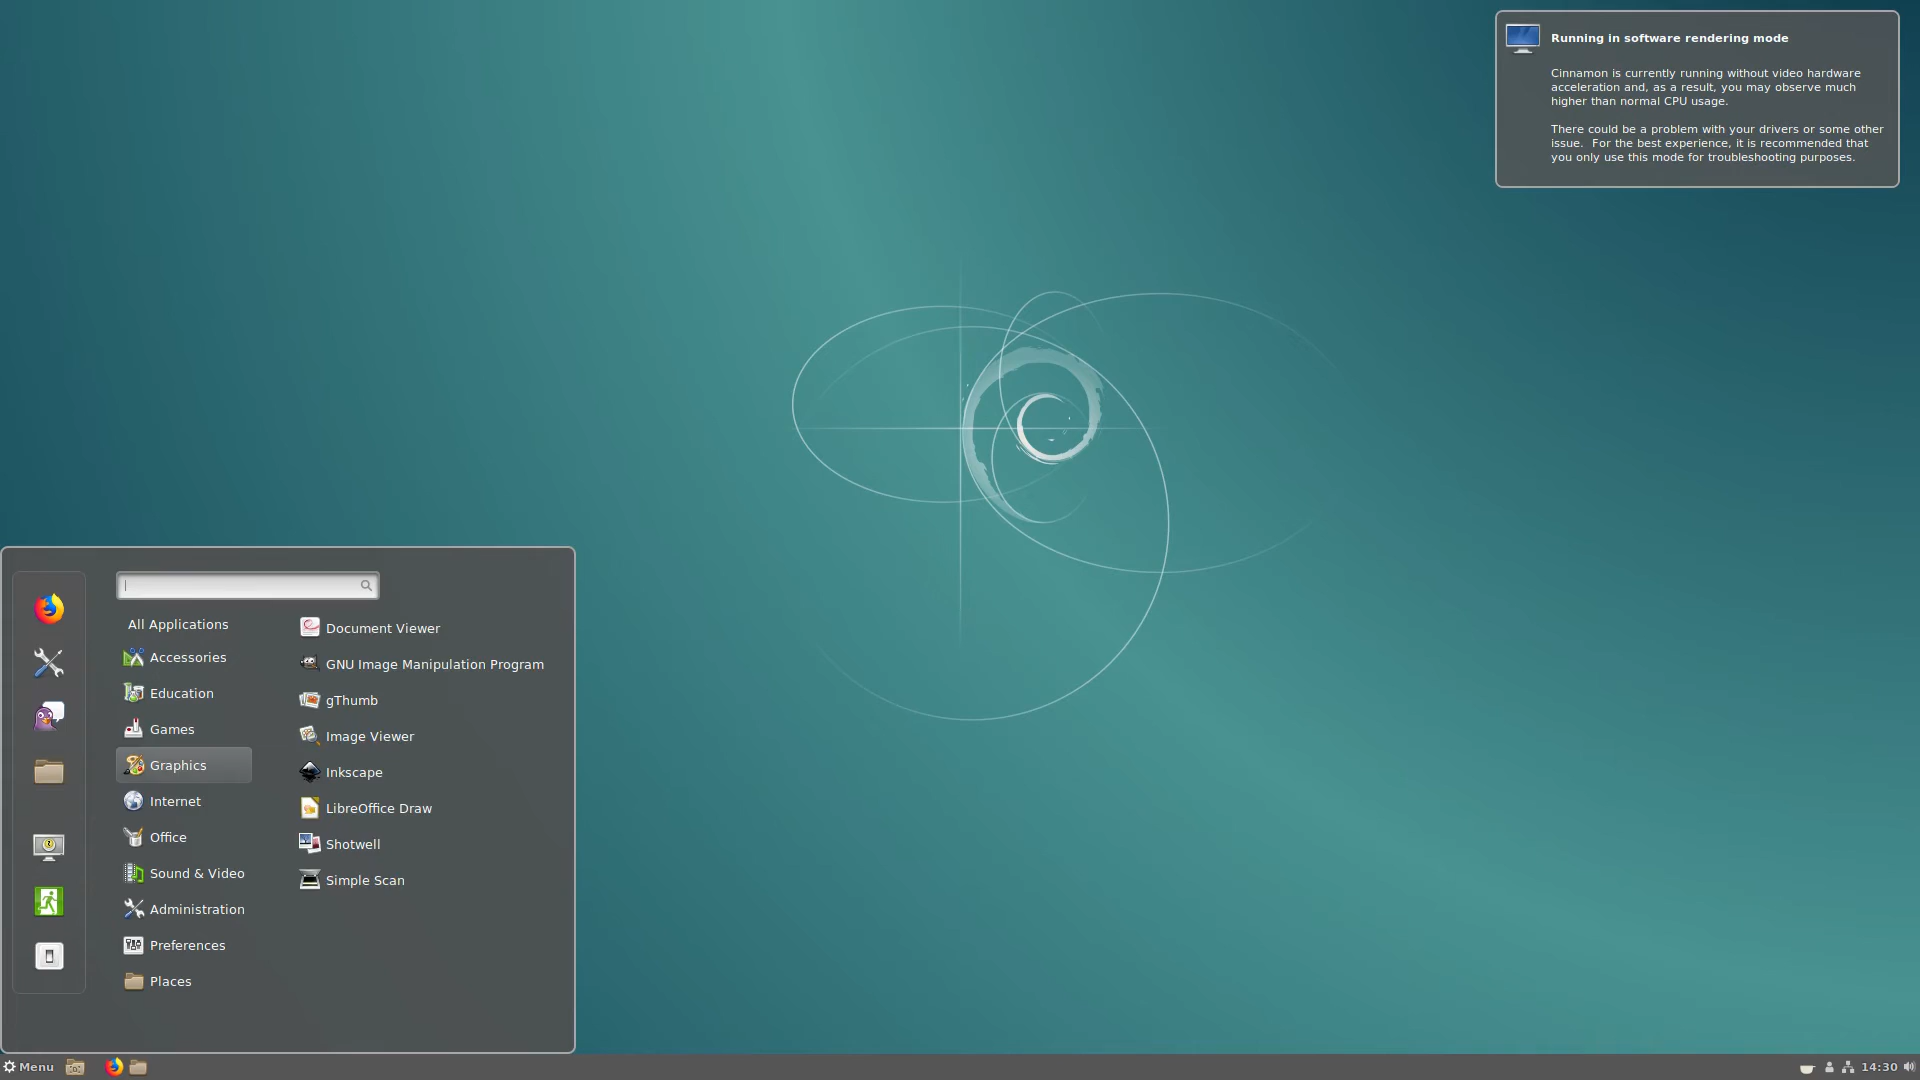 Running in software rendering mode
Cinnamon is currently running without video hardware
acceleration and, as a result, you may observe much
higher than normal CPU usage.
There could be a problem with your drivers or some other
issue.  For the best experience, it is recommended that
you only use this mode for troubleshooting purposes.
All Applications
Accessories
Education
Games
Graphics
Internet
Office
Sound & Video
Administration
Preferences
Places
Document Viewer
GNU Image Manipulation Program
gThumb
Image Viewer
Inkscape
LibreOffice Draw
Shotwell
Simple Scan
Menu
14:30